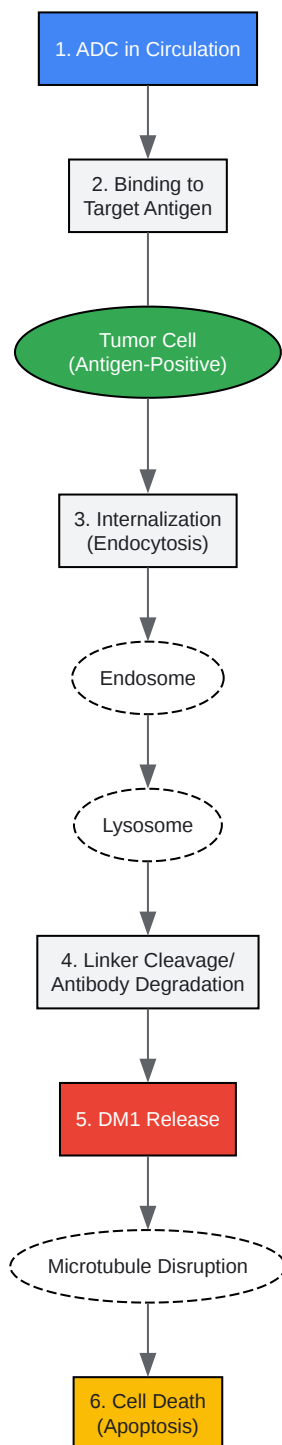 1. ADC in Circulation
2. Binding to
Target Antigen
Tumor Cell
(Antigen-Positive)
3. Internalization
(Endocytosis)
Endosome
Lysosome
4. Linker Cleavage/
Antibody Degradation
5. DM1 Release
Microtubule Disruption
6. Cell Death
(Apoptosis)